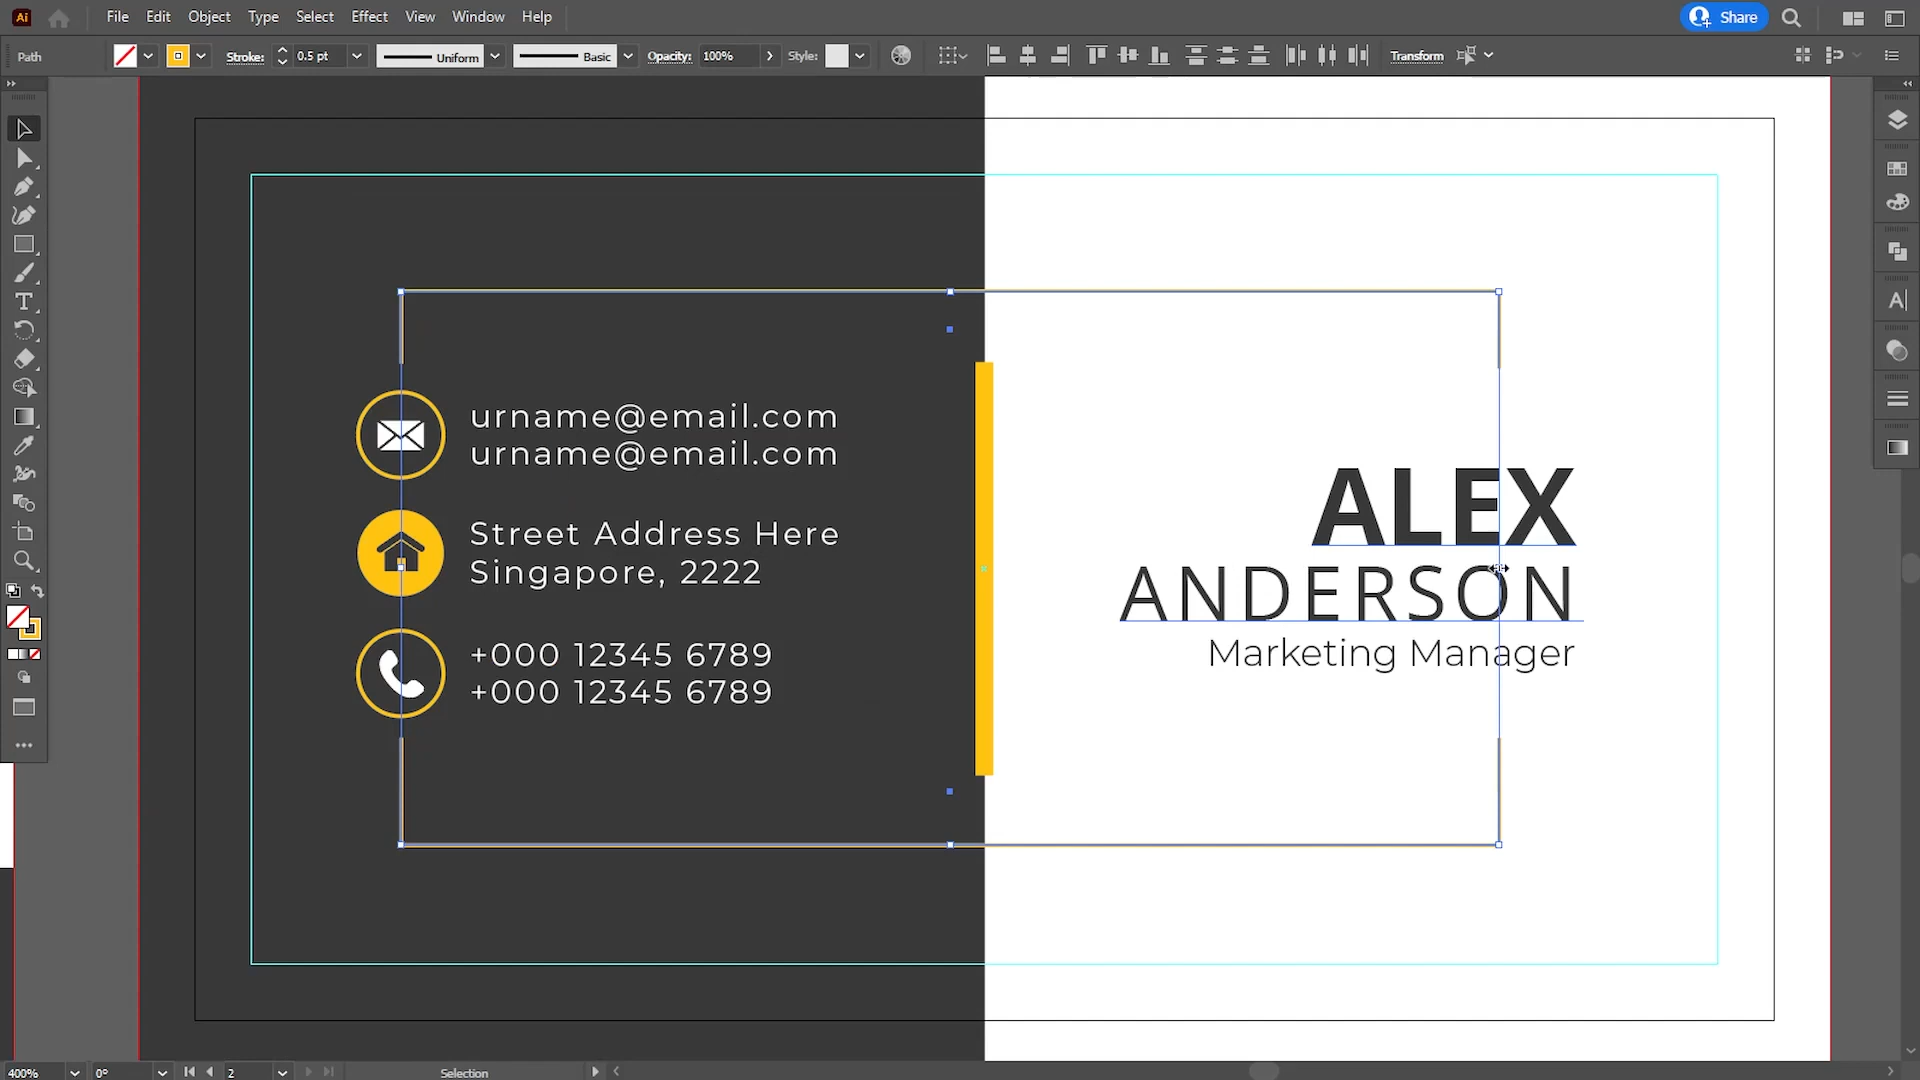 Ai File Edit Object Type Select Effect View Window Help Share
Path Stroke: 0.5 pt Uniform Basic Opacity: 100% Style: Transform
urname@email.com
urname@email.com
Street Address Here
Singapore, 2222
+000 12345 6789
+000 12345 6789
ALEX
ANDERSON
Marketing Manager
400% 0° 2 Selection